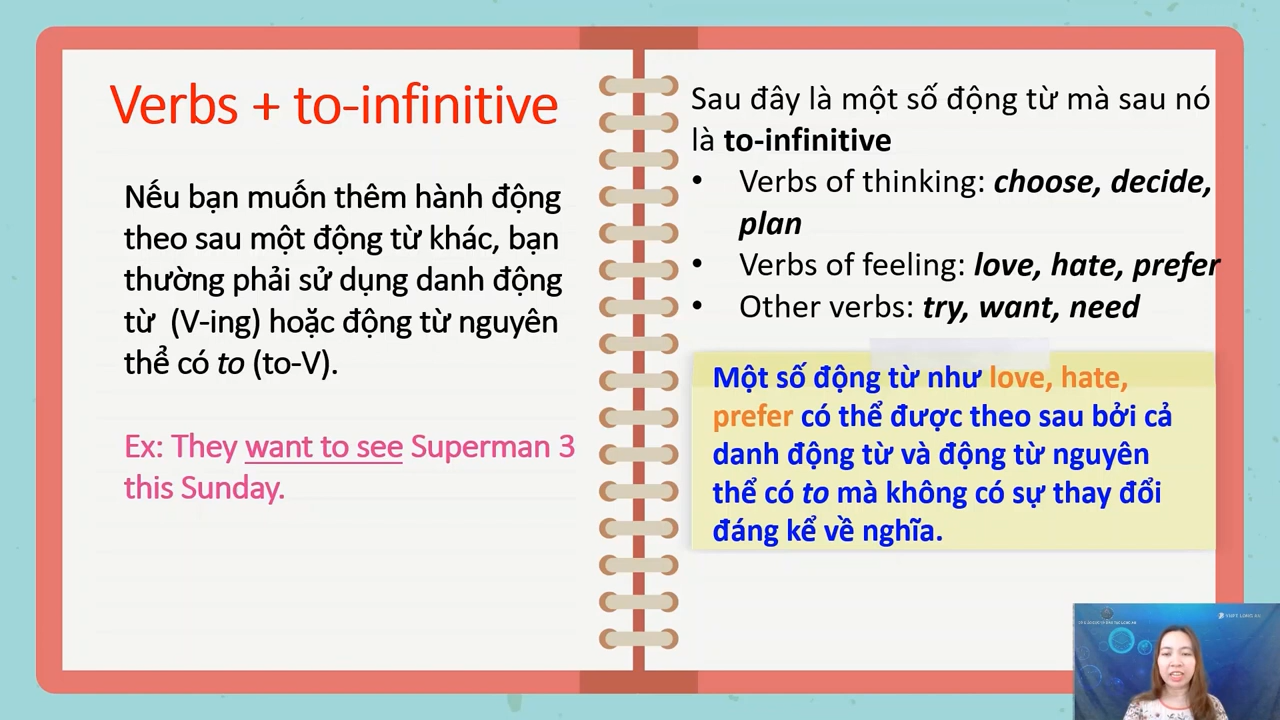 Verbs + to-infinitive
Nếu bạn muốn thêm hành động
theo sau một động từ khác, bạn
thường phải sử dụng danh động
từ (V-ing) hoặc động từ nguyên
thể có to (to-V).
Ex: They want to see Superman 3
this Sunday.
Sau đây là một số động từ mà sau nó
là to-infinitive
• Verbs of thinking: choose, decide,
plan
• Verbs of feeling: love, hate, prefer
• Other verbs: try, want, need
Một số động từ như love, hate,
prefer có thể được theo sau bởi cả
danh động từ và động từ nguyên
thể có to mà không có sự thay đổi
đáng kể về nghĩa.
VNPT LONG AN